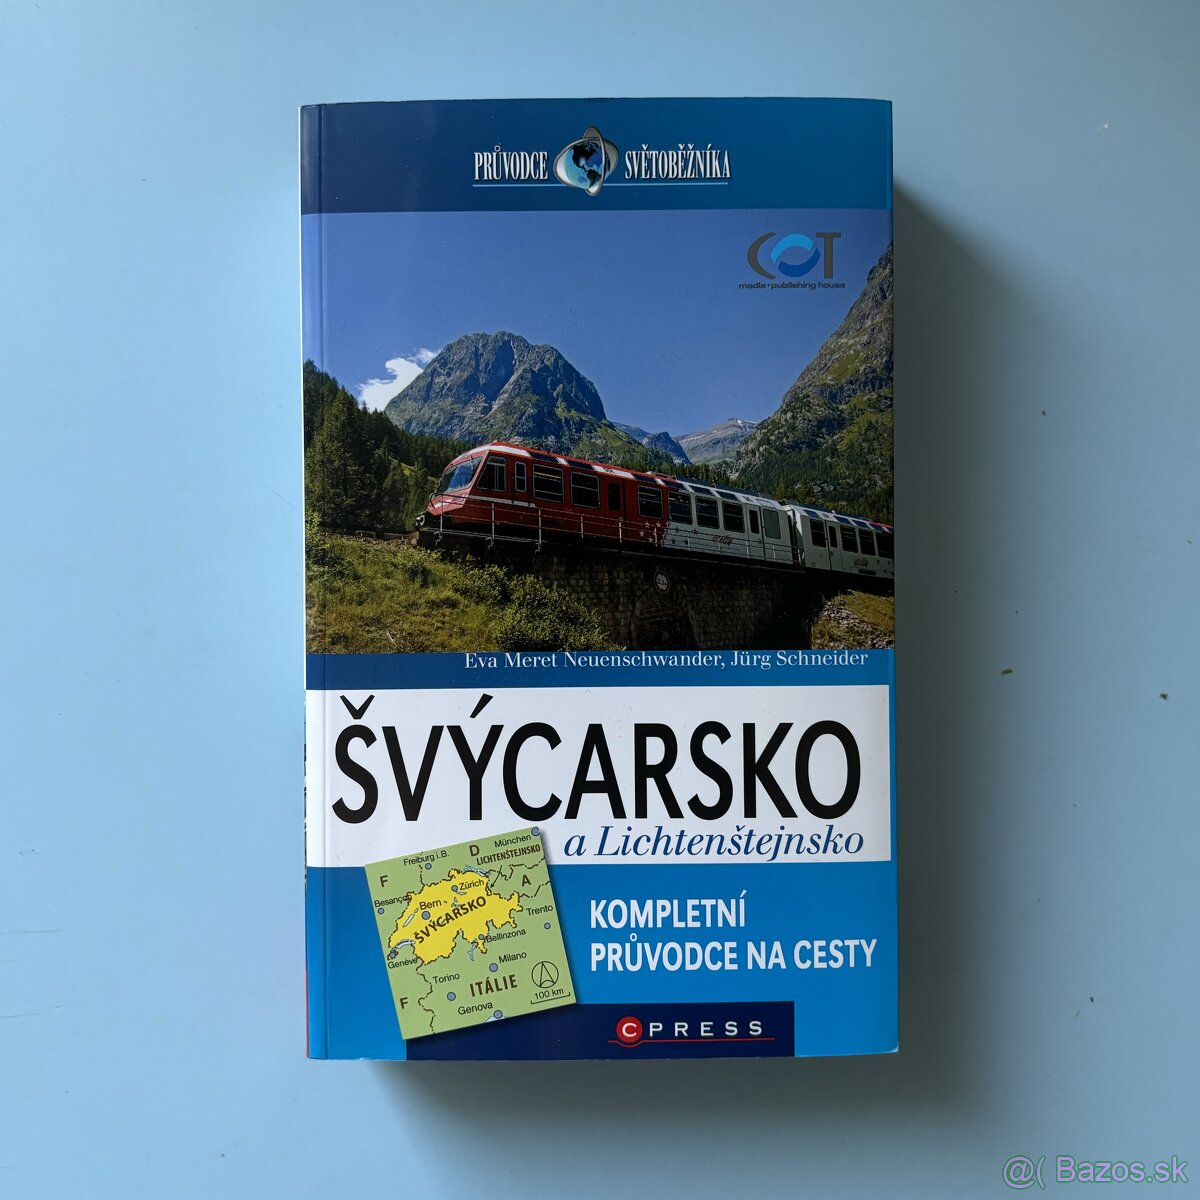 PRŮVODCE SVĚTOBĚŽNÍKA
COT
media • publishing house
Eva Meret Neuenschwander, Jürg Schneider
ŠVÝCARSKO
a Lichtenštejnsko
München
Freiburg i.B. D LICHTENŠTEJNSKO
F Zürich A
Besançon Bern
ŠVÝCARSKO Trento
Bellinzona
Genève Milano
Torino
F ITÁLIE
Genova 100 km
KOMPLETNÍ
PRŮVODCE NA CESTY
CPRESS
@( Bazos.sk